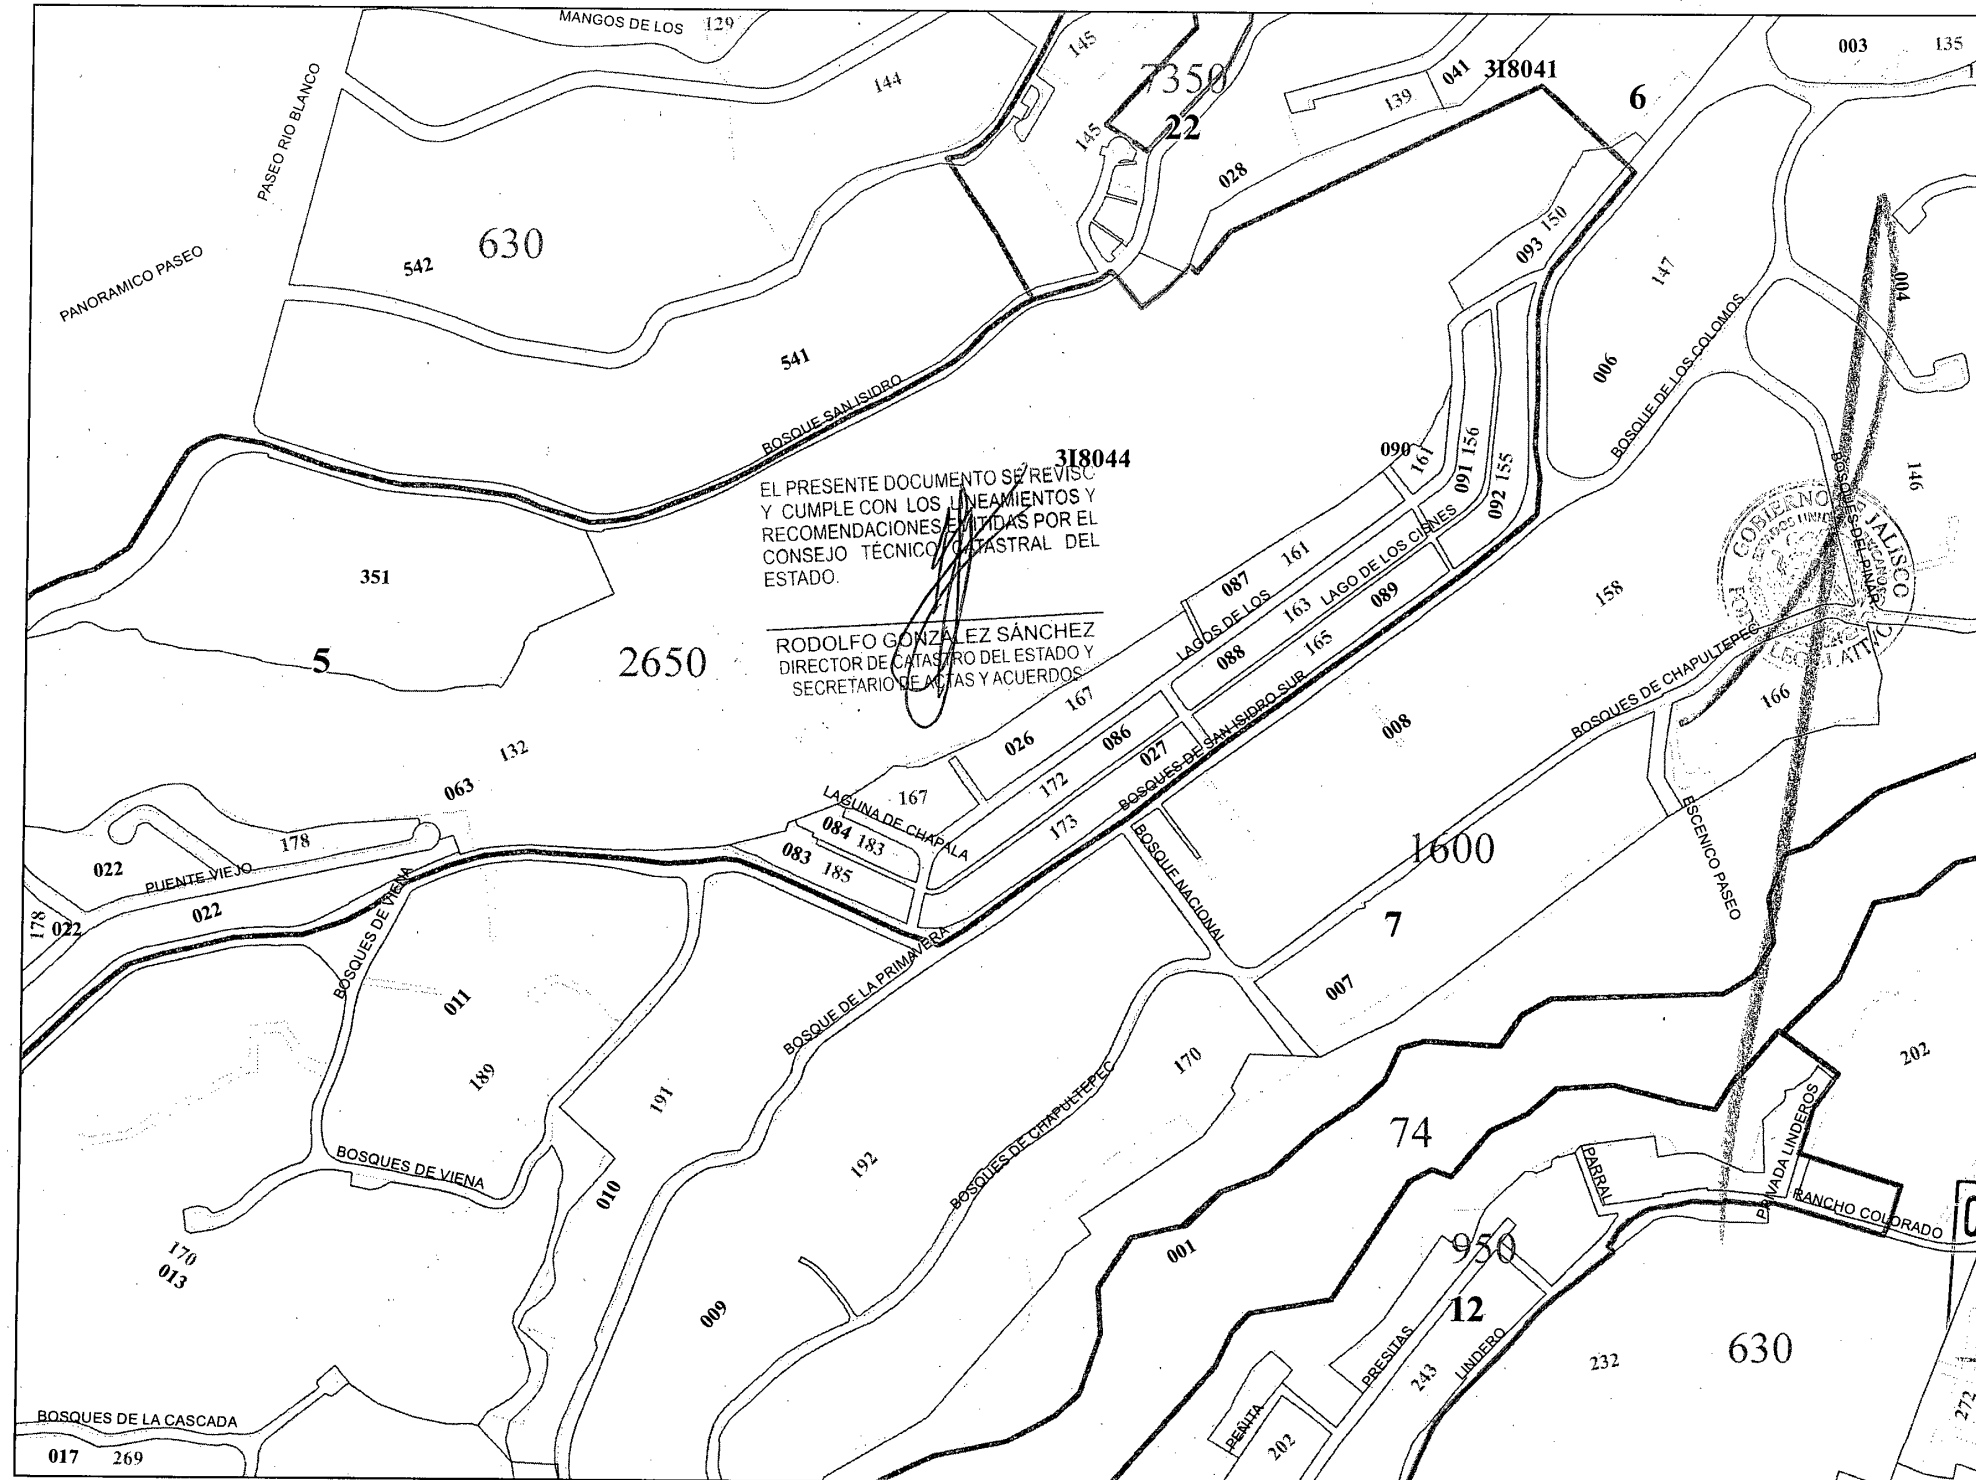 MANGOS DE LOS 129
145
7350
22
145
139
041
3I8041
6
003 135
144
PASEO RIO BLANCO
PANORAMICO PASEO
542
630
028
093 150
147
004
541
BOSQUE SAN ISIDRO
006
BOSQUE DE LOS COLOMOS
3I8044
090
161
091 156
092 155
BOSQUES DEL PINAR
146
EL PRESENTE DOCUMENTO SE REVISO
Y CUMPLE CON LOS LINEAMIENTOS Y
RECOMENDACIONES EMITIDAS POR EL
CONSEJO TÉCNICO CATASTRAL DEL
ESTADO.
RODOLFO GONZÁLEZ SÁNCHEZ
DIRECTOR DE CATASTRO DEL ESTADO Y
SECRETARIO DE ACTAS Y ACUERDOS
GOBIERNO DE JALISCO
PODER LEGISLATIVO
351
5
2650
087 161
LAGOS DE LOS
163
LAGO DE LOS CISNES
089
088
165
158
026 167
086
027
BOSQUES DE SAN ISIDRO SUR
008
BOSQUES DE CHAPULTEPEC
166
132
063
178
022
PUENTE VIEJO
022
178
022
167
LAGUNA DE CHAPALA
084 183
083 185
172
173
BOSQUE NACIONAL
1600
7
ESCENICO PASEO
BOSQUES DE VIENA
011
189
BOSQUE DE LA PRIMAVERA
007
170
191
BOSQUES DE VIENA
010
192
BOSQUES DE CHAPULTEPEC
74
202
PRIVADA LINDEROS
PARRAL
RANCHO COLORADO
170
013
009
001
950
12
PRESITAS
243
LINDERO
232
630
272
PEÑITA
202
BOSQUES DE LA CASCADA
017 269